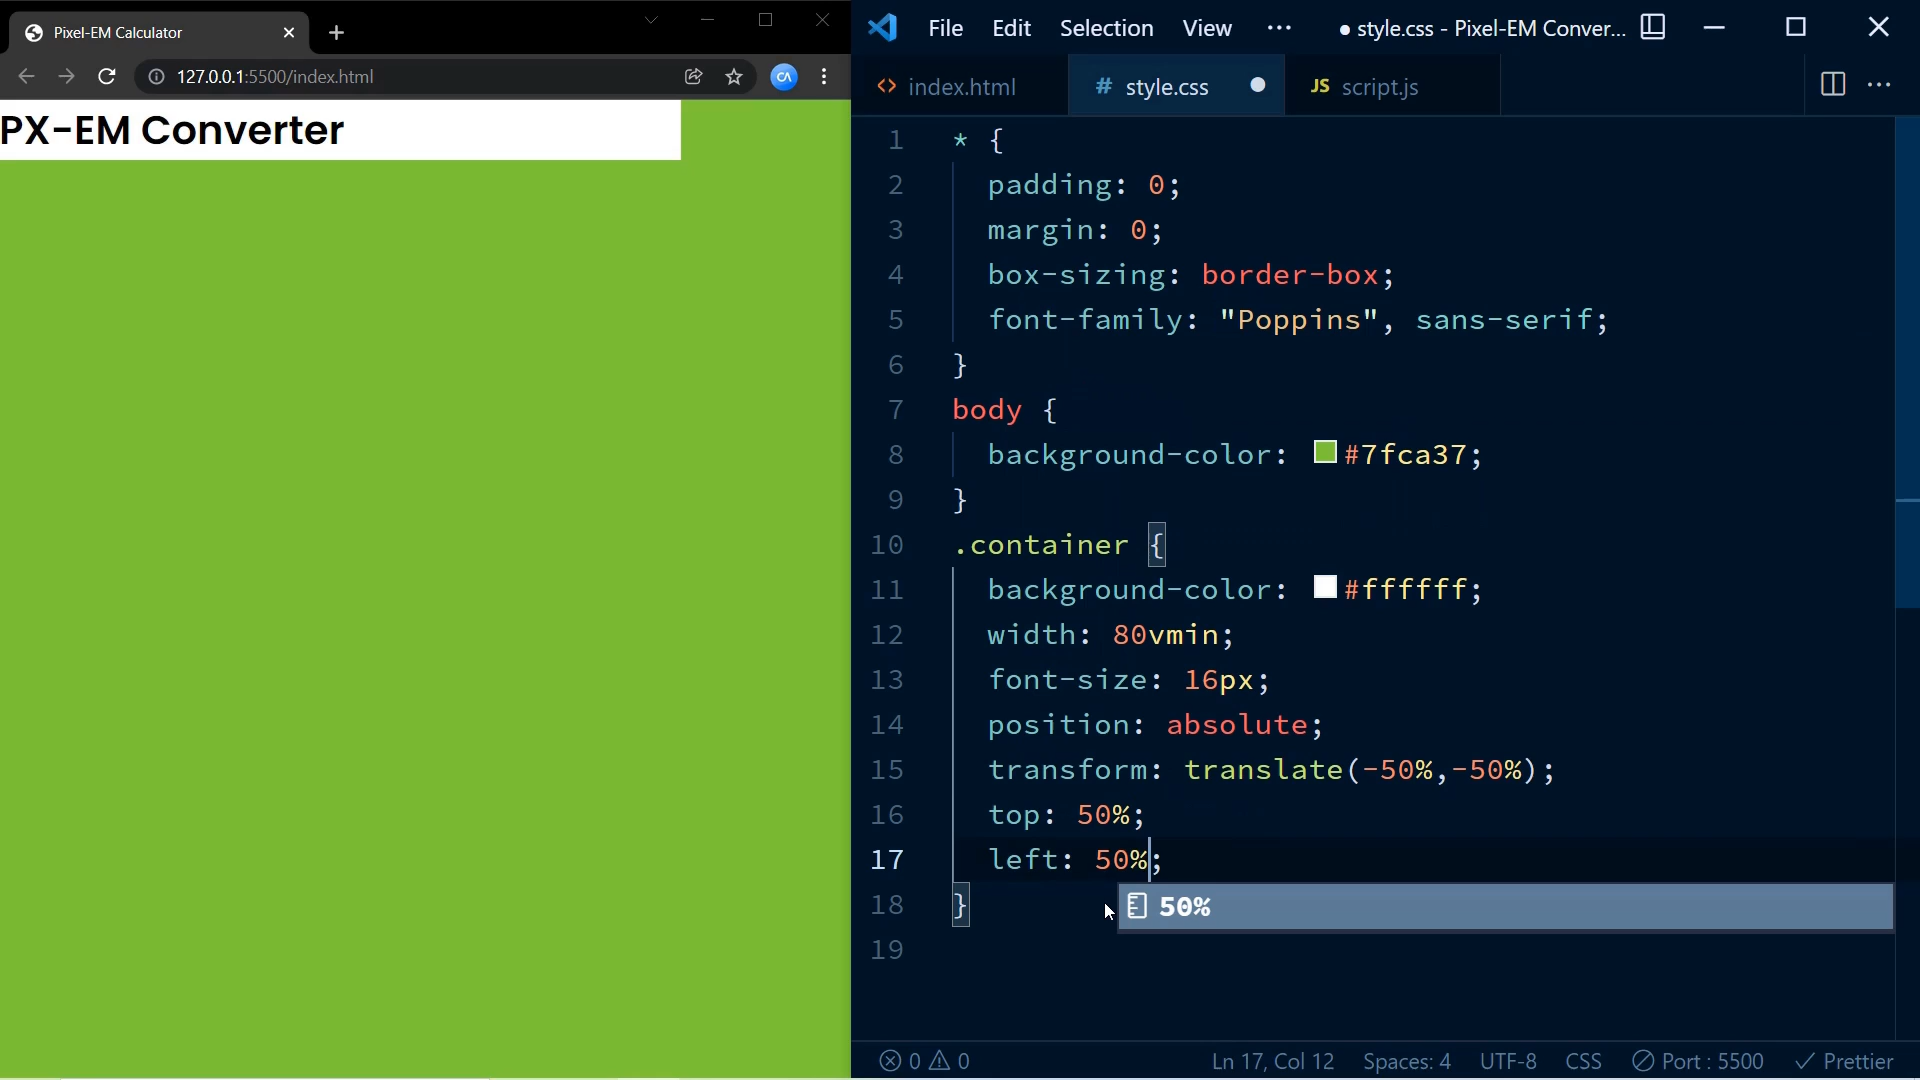 Pixel-EM Calculator
127.0.0.1:5500/index.html
CA
PX-EM Converter
File Edit Selection View ··· ● style.css - Pixel-EM Conver...
<> index.html # style.css ● JS script.js ···
1 * {
2 padding: 0;
3 margin: 0;
4 box-sizing: border-box;
5 font-family: "Poppins", sans-serif;
6 }
7 body {
8 background-color: #7fca37;
9 }
10 .container {
11 background-color: #ffffff;
12 width: 80vmin;
13 font-size: 16px;
14 position: absolute;
15 transform: translate(-50%,-50%);
16 top: 50%;
17 left: 50%;
50%
18 }
19
0 0 Ln 17, Col 12 Spaces: 4 UTF-8 CSS Port : 5500 Prettier